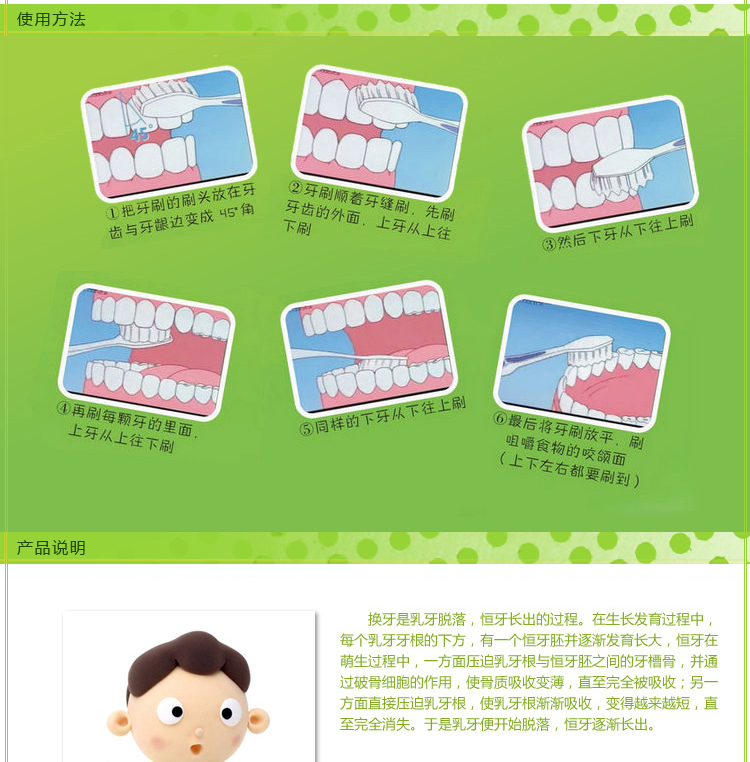 使用方法
45°
①把牙刷的刷头放在牙
齿与牙龈边变成 45°角
②牙刷顺着牙缝刷．先刷
牙齿的外面．上牙从上往
下刷
③然后下牙从下往上刷
④再刷每颗牙的里面．
上牙从上往下刷
⑤同样的下牙从下往上刷
⑥最后将牙刷放平．刷
咀嚼食物的咬颌面
（上下左右都要刷到）
产品说明
换牙是乳牙脱落，恒牙长出的过程。在生长发育过程中，
每个乳牙牙根的下方，有一个恒牙胚并逐渐发育长大，恒牙在
萌生过程中，一方面压迫乳牙根与恒牙胚之间的牙槽骨，并通
过破骨细胞的作用，使骨质吸收变薄，直至完全被吸收；另一
方面直接压迫乳牙根，使乳牙根渐渐吸收，变得越来越短，直
至完全消失。于是乳牙便开始脱落，恒牙逐渐长出。